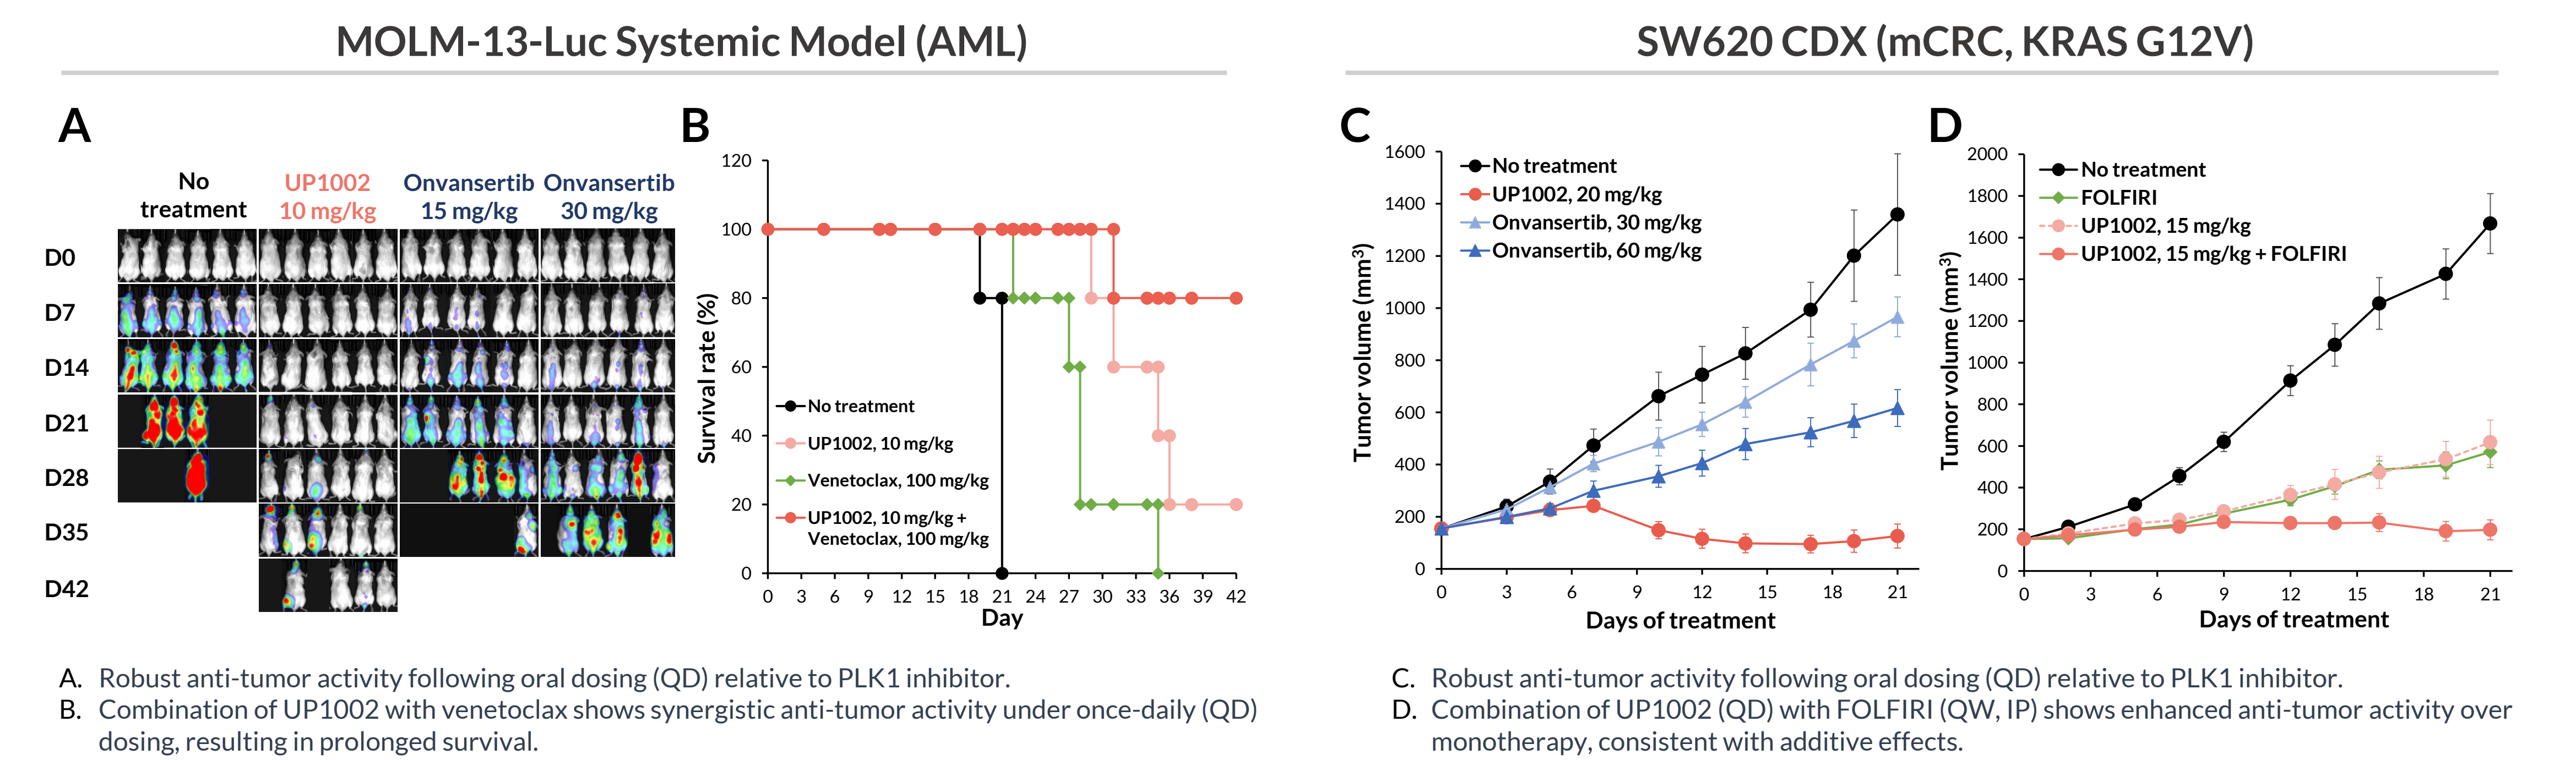 MOLM-13-Luc Systemic Model (AML)
SW620 CDX (mCRC, KRAS G12V)
A
No treatment
UP1002 10 mg/kg
Onvansertib 15 mg/kg
Onvansertib 30 mg/kg
D0
D7
D14
D21
D28
D35
D42
B
Survival rate (%)
120
100
80
60
40
20
0
No treatment
UP1002, 10 mg/kg
Venetoclax, 100 mg/kg
UP1002, 10 mg/kg +
Venetoclax, 100 mg/kg
0 3 6 9 12 15 18 21 24 27 30 33 36 39 42
Day
C
Tumor volume (mm³)
1600
1400
1200
1000
800
600
400
200
0
No treatment
UP1002, 20 mg/kg
Onvansertib, 30 mg/kg
Onvansertib, 60 mg/kg
0 3 6 9 12 15 18 21
Days of treatment
D
Tumor volume (mm³)
2000
1800
1600
1400
1200
1000
800
600
400
200
0
No treatment
FOLFIRI
UP1002, 15 mg/kg
UP1002, 15 mg/kg + FOLFIRI
0 3 6 9 12 15 18 21
Days of treatment
A. Robust anti-tumor activity following oral dosing (QD) relative to PLK1 inhibitor.
B. Combination of UP1002 with venetoclax shows synergistic anti-tumor activity under once-daily (QD)
dosing, resulting in prolonged survival.
C. Robust anti-tumor activity following oral dosing (QD) relative to PLK1 inhibitor.
D. Combination of UP1002 (QD) with FOLFIRI (QW, IP) shows enhanced anti-tumor activity over
monotherapy, consistent with additive effects.